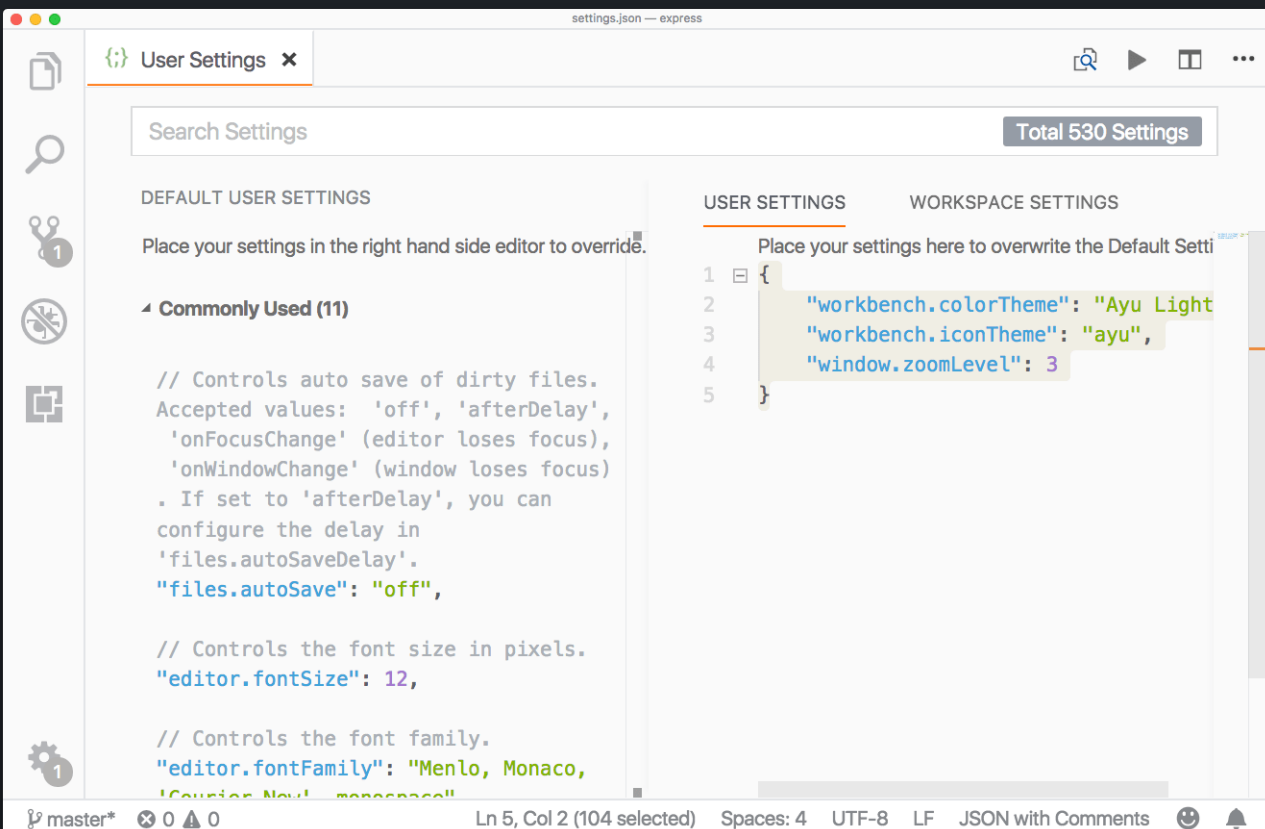 settings.json — express
User Settings
Search Settings
Total 530 Settings
DEFAULT USER SETTINGS
Place your settings in the right hand side editor to override.
Commonly Used (11)
// Controls auto save of dirty files.
Accepted values:  'off', 'afterDelay',
'onFocusChange' (editor loses focus),
'onWindowChange' (window loses focus)
. If set to 'afterDelay', you can
configure the delay in
'files.autoSaveDelay'.
"files.autoSave": "off",
// Controls the font size in pixels.
"editor.fontSize": 12,
// Controls the font family.
"editor.fontFamily": "Menlo, Monaco,
'Courier New', monospace"
USER SETTINGS
WORKSPACE SETTINGS
Place your settings here to overwrite the Default Setti
1 {
2 "workbench.colorTheme": "Ayu Light
3 "workbench.iconTheme": "ayu",
4 "window.zoomLevel": 3
5 }
1
1
master*
0
0
Ln 5, Col 2 (104 selected)
Spaces: 4
UTF-8
LF
JSON with Comments